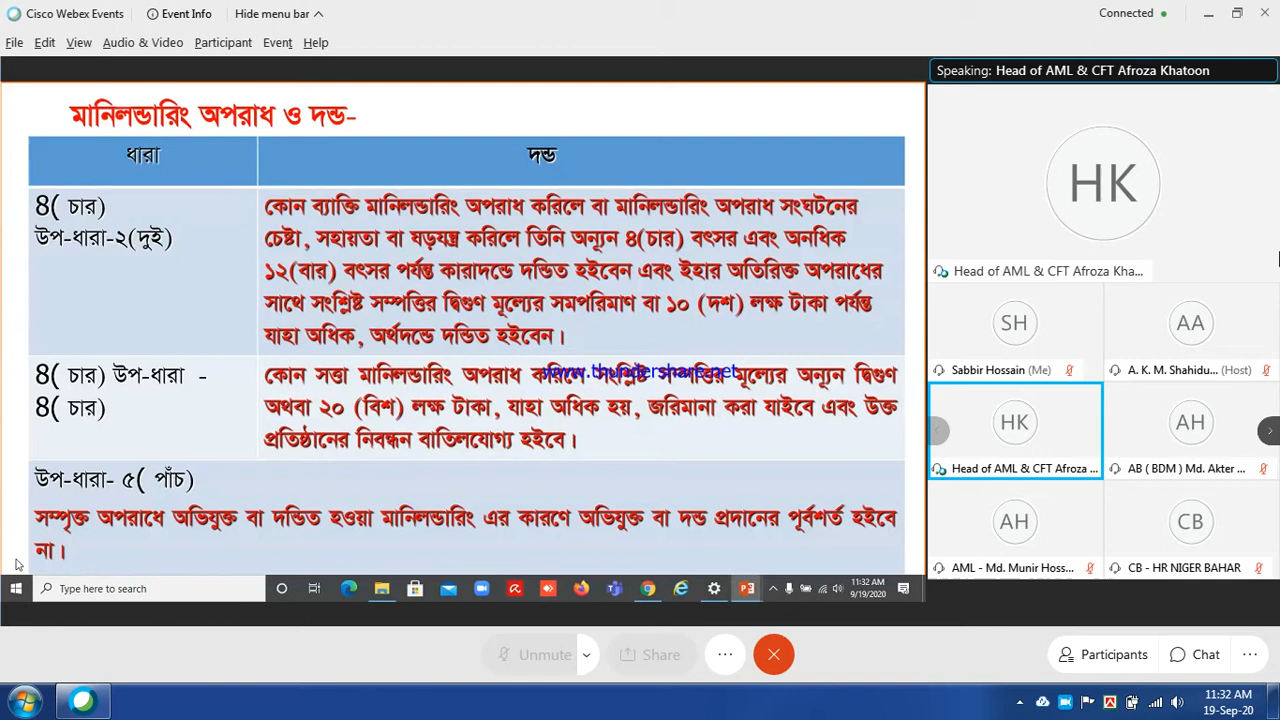 Cisco Webex Events
Event Info
Hide menu bar
Connected
File Edit View Audio & Video Participant Event Help
Speaking: Head of AML & CFT Afroza Khatoon
মানিলন্ডারিং অপরাধ ও দন্ড-
ধারা
দন্ড
৪( চার)
উপ-ধারা-২(দুই)
কোন ব্যাক্তি মানিলন্ডারিং অপরাধ করিলে বা মানিলন্ডারিং অপরাধ সংঘটনের
চেষ্টা, সহায়তা বা ষড়যন্ত্র করিলে তিনি অন্যূন ৪(চার) বৎসর এবং অনধিক
১২(বার) বৎসর পর্যন্ত কারাদন্ডে দন্ডিত হইবেন এবং ইহার অতিরিক্ত অপরাধের
সাথে সংশ্লিষ্ট সম্পত্তির দ্বিগুণ মূল্যের সমপরিমাণ বা ১০ (দশ) লক্ষ টাকা পর্যন্ত
যাহা অধিক, অর্থদন্ডে দন্ডিত হইবেন।
৪( চার) উপ-ধারা -
৪( চার)
কোন সত্তা মানিলন্ডারিং অপরাধ করিলে সংশ্লিষ্ট সম্পত্তির মূল্যের অন্যূন দ্বিগুণ
অথবা ২০ (বিশ) লক্ষ টাকা, যাহা অধিক হয়, জরিমানা করা যাইবে এবং উক্ত
প্রতিষ্ঠানের নিবন্ধন বাতিলযোগ্য হইবে।
www.thundershare.net
উপ-ধারা- ৫( পাঁচ)
সম্পৃক্ত অপরাধে অভিযুক্ত বা দন্ডিত হওয়া মানিলন্ডারিং এর কারণে অভিযুক্ত বা দন্ড প্রদানের পূর্বশর্ত হইবে
না।
HK
Head of AML & CFT Afroza Kha...
SH
Sabbir Hossain (Me)
AA
A. K. M. Shahidu... (Host)
HK
Head of AML & CFT Afroza ...
AH
AB ( BDM ) Md. Akter ...
AH
AML - Md. Munir Hoss...
CB
CB - HR NIGER BAHAR
Type here to search
11:32 AM
9/19/2020
Unmute
Share
Participants
Chat
11:32 AM
19-Sep-20